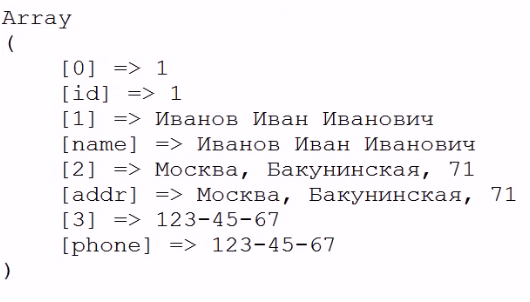 Array
(
[0] => 1
[id] => 1
[1] => Иванов Иван Иванович
[name] => Иванов Иван Иванович
[2] => Москва, Бакунинская, 71
[addr] => Москва, Бакунинская, 71
[3] => 123-45-67
[phone] => 123-45-67
)